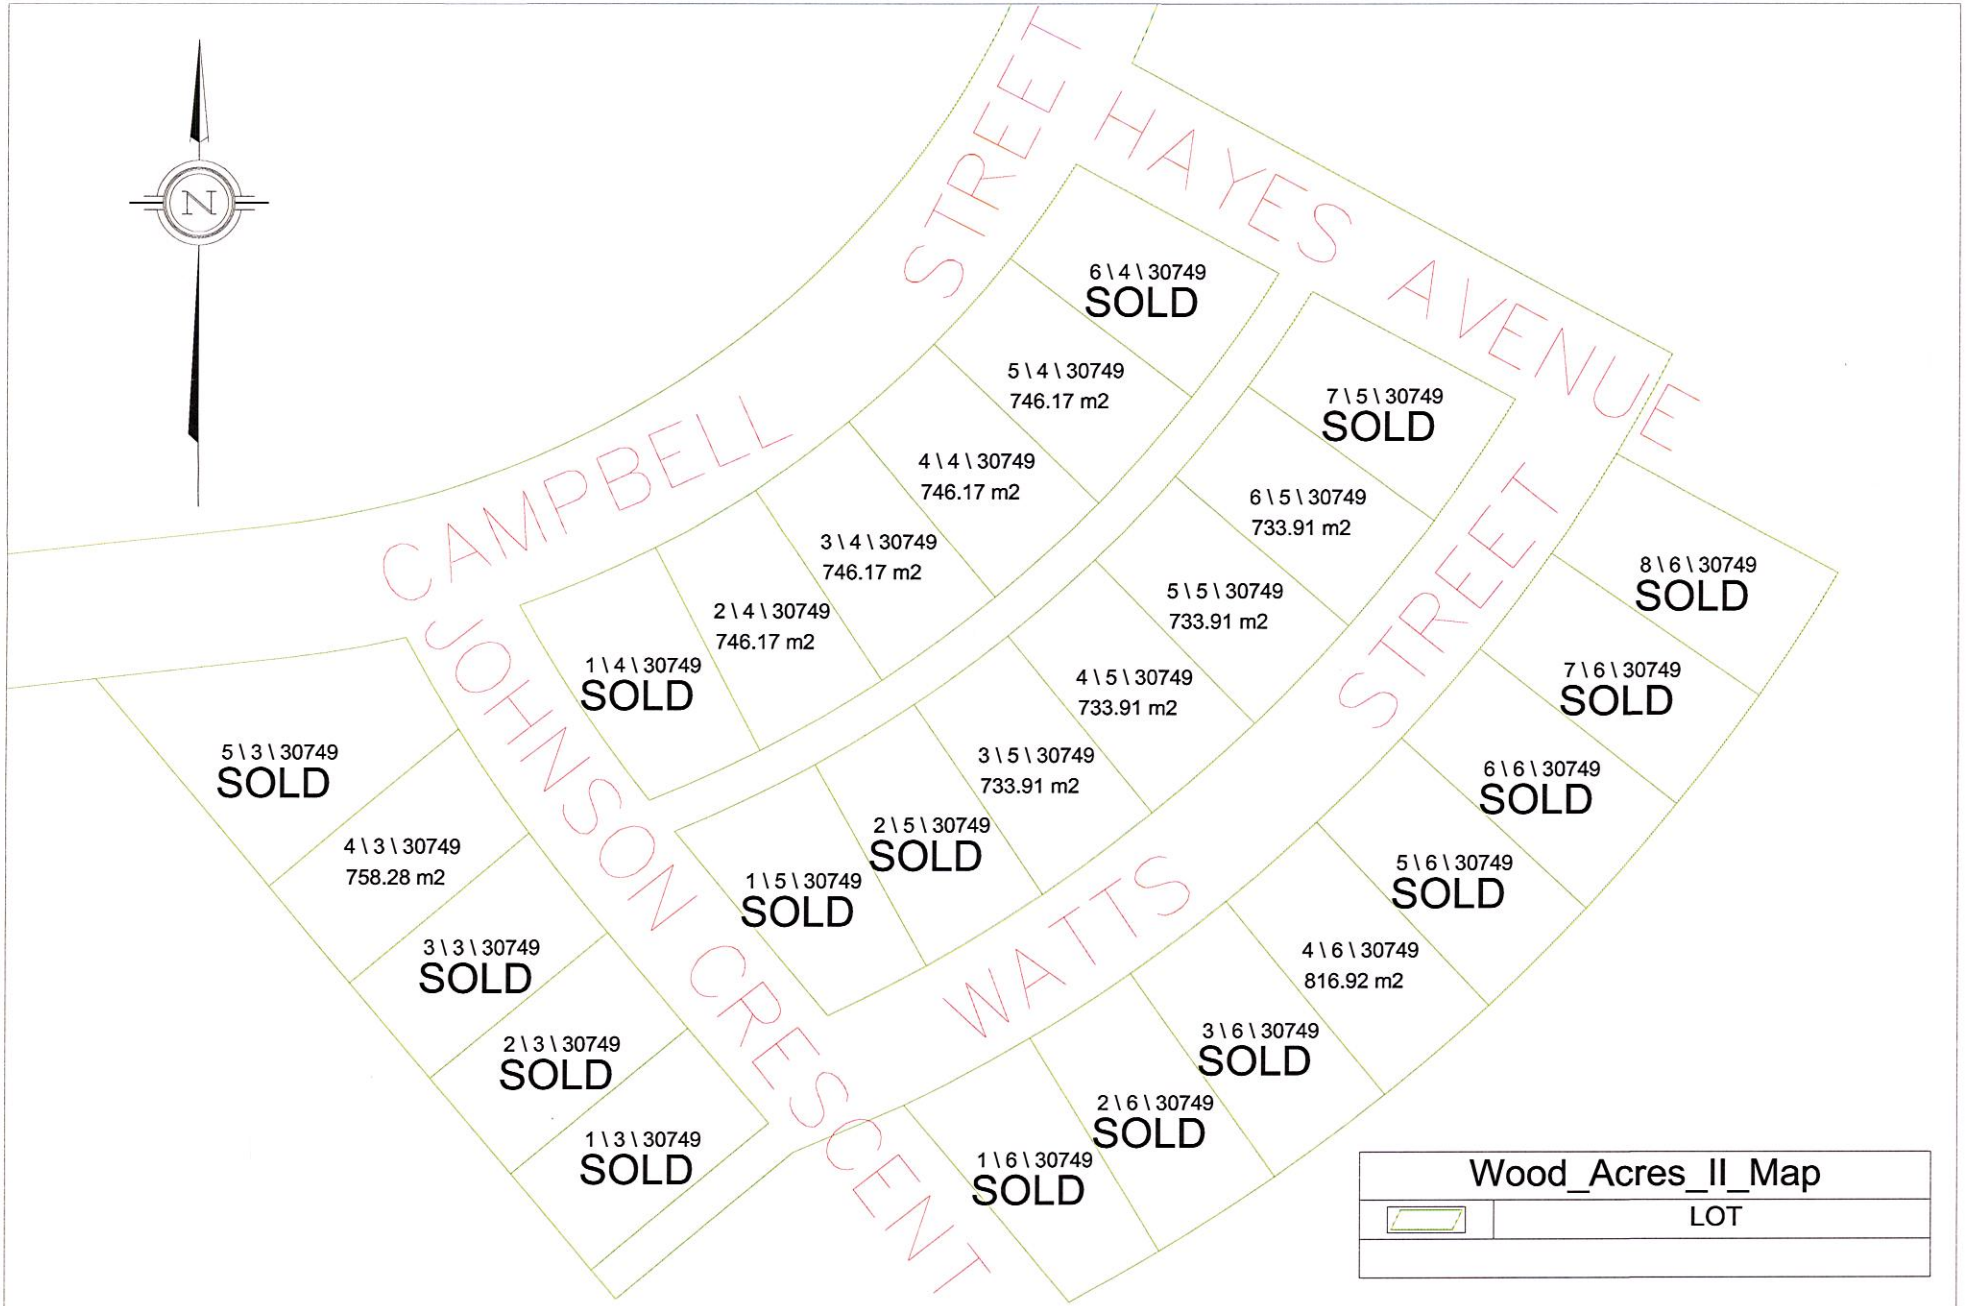 N
STREET
HAYES AVENUE
6 \ 4 \ 30749
SOLD
5 \ 4 \ 30749
746.17 m2
7 \ 5 \ 30749
SOLD
CAMPBELL
4 \ 4 \ 30749
746.17 m2
6 \ 5 \ 30749
733.91 m2
STREET
3 \ 4 \ 30749
746.17 m2
8 \ 6 \ 30749
SOLD
5 \ 5 \ 30749
733.91 m2
2 \ 4 \ 30749
746.17 m2
1 \ 4 \ 30749
SOLD
7 \ 6 \ 30749
SOLD
4 \ 5 \ 30749
733.91 m2
JOHNSON CRESCENT
5 \ 3 \ 30749
SOLD
3 \ 5 \ 30749
733.91 m2
6 \ 6 \ 30749
SOLD
2 \ 5 \ 30749
SOLD
4 \ 3 \ 30749
758.28 m2
5 \ 6 \ 30749
SOLD
1 \ 5 \ 30749
SOLD
WATTS
3 \ 3 \ 30749
SOLD
4 \ 6 \ 30749
816.92 m2
3 \ 6 \ 30749
SOLD
2 \ 3 \ 30749
SOLD
2 \ 6 \ 30749
SOLD
1 \ 3 \ 30749
SOLD
1 \ 6 \ 30749
SOLD
Wood_Acres_II_Map
LOT